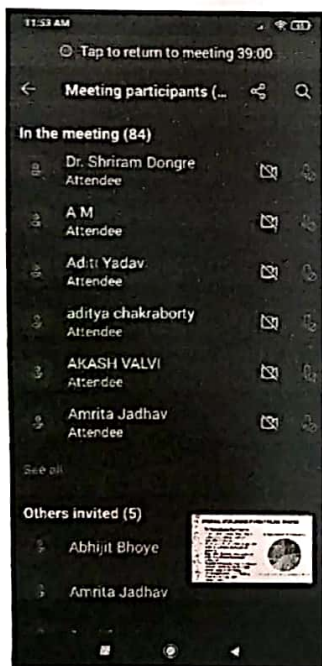 11:53 AM
Tap to return to meeting 39:00
Meeting participants (...
In the meeting (84)
Dr. Shriram Dongre
Attendee
A M
Attendee
Aditi Yadav
Attendee
aditya chakraborty
Attendee
AKASH VALVI
Attendee
Amrita Jadhav
Attendee
See all
Others invited (5)
Abhijit Bhoye
Amrita Jadhav